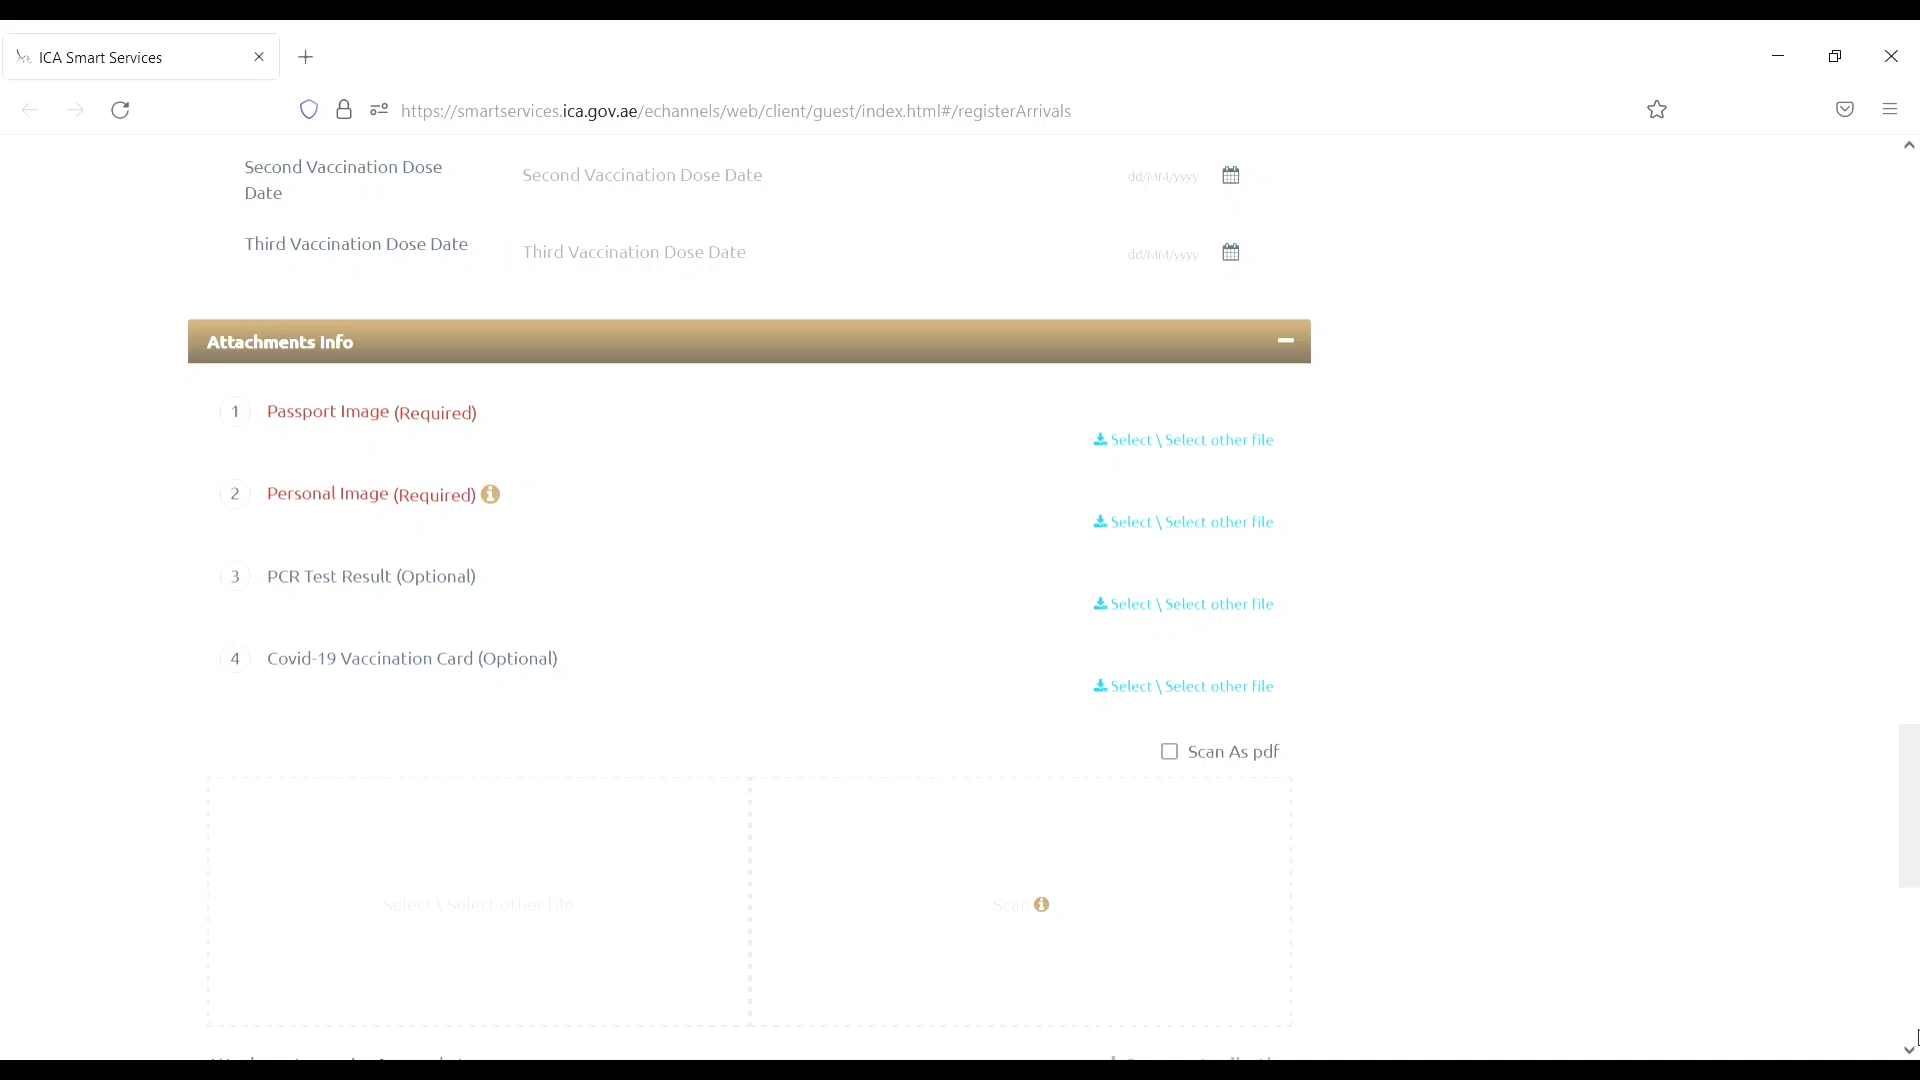 ICA Smart Services
https://smartservices.ica.gov.ae/echannels/web/client/guest/index.html#/registerArrivals
Second Vaccination Dose
Date
Second Vaccination Dose Date
dd/MM/yyyy
Third Vaccination Dose Date
Third Vaccination Dose Date
dd/MM/yyyy
Attachments Info
1 Passport Image (Required)
Select \ Select other file
2 Personal Image (Required)
Select \ Select other file
3 PCR Test Result (Optional)
Select \ Select other file
4 Covid-19 Vaccination Card (Optional)
Select \ Select other file
Scan As pdf
Select \ Select other file
Scan